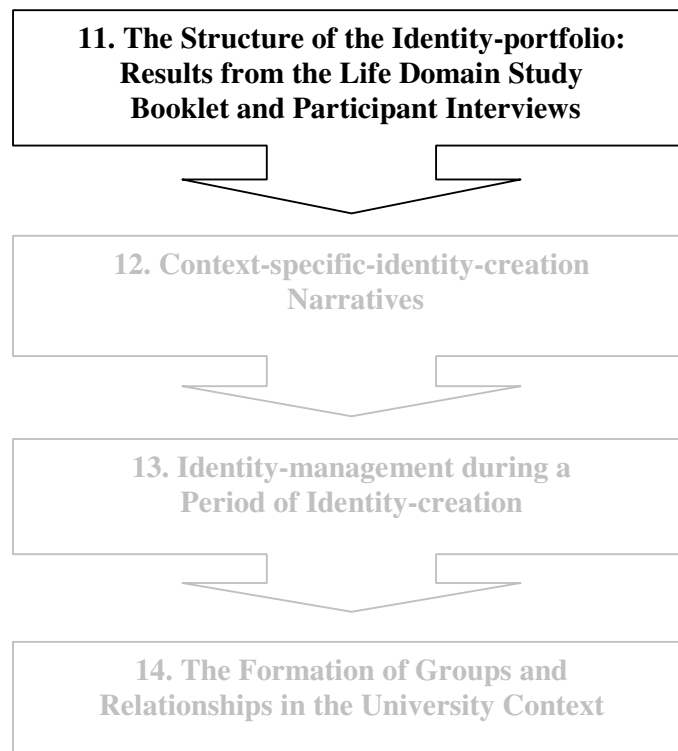 11. The Structure of the Identity-portfolio:
Results from the Life Domain Study
Booklet and Participant Interviews
12. Context-specific-identity-creation
Narratives
13. Identity-management during a
Period of Identity-creation
14. The Formation of Groups and
Relationships in the University Context